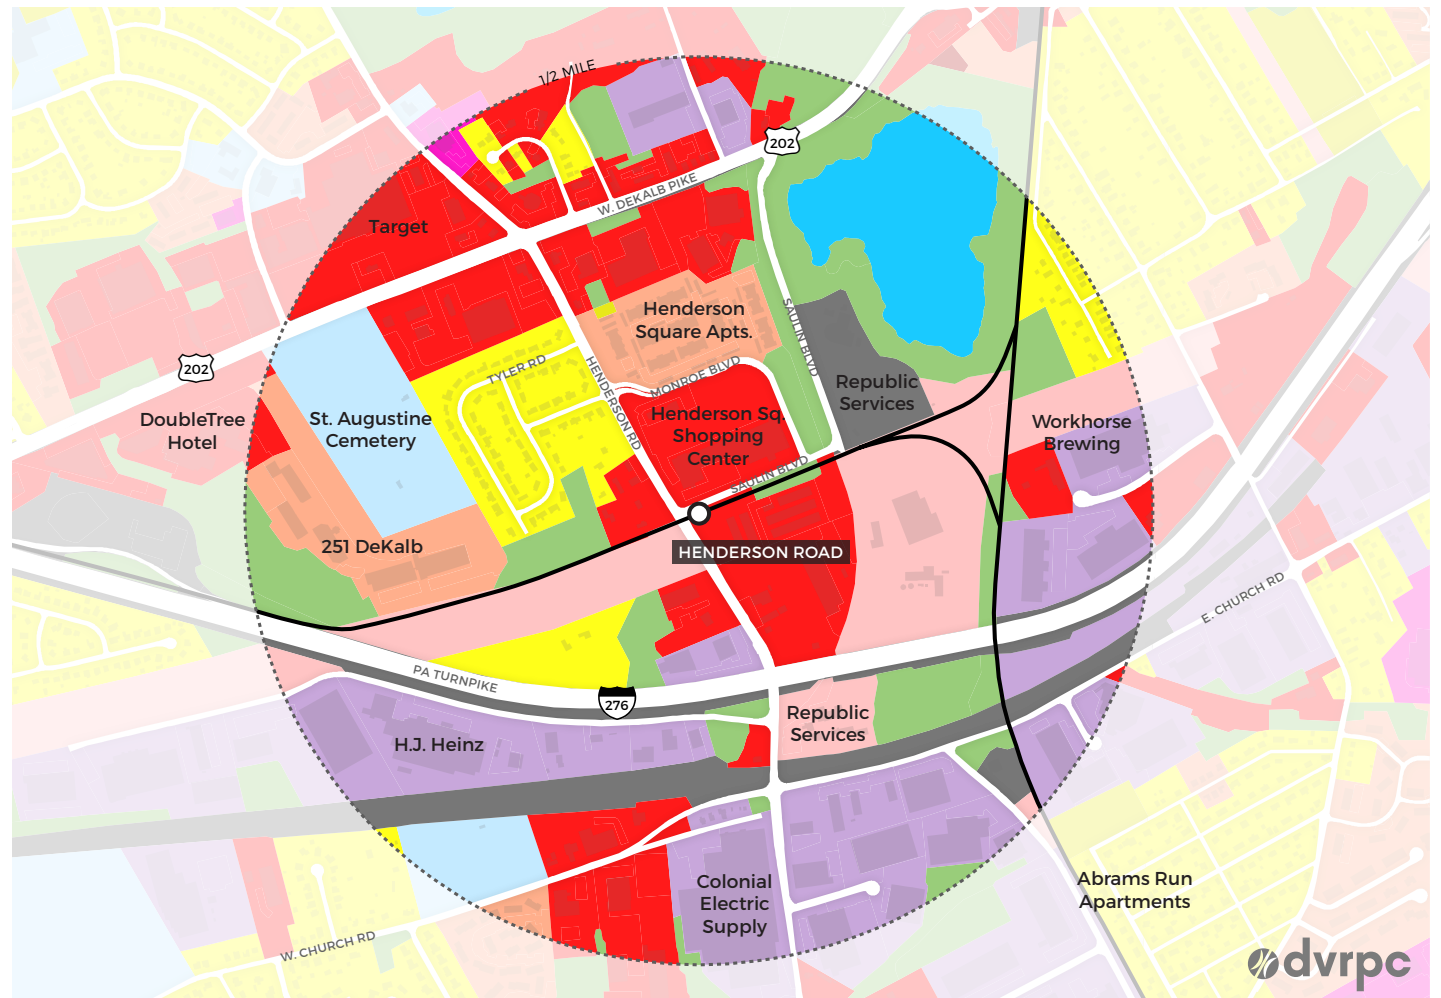 1/2 MILE
202
W. DEKALB PIKE
Target
Henderson
Square Apts.
SAULIN BLVD
202
TYLER RD
HENDERSON RD
MONROE BLVD
Republic
Services
DoubleTree
Hotel
St. Augustine
Cemetery
Henderson Sq
Shopping
Center
Workhorse
Brewing
SAULIN BLVD
251 DeKalb
HENDERSON ROAD
E. CHURCH RD
PA TURNPIKE
276
Republic
Services
H.J. Heinz
Colonial
Electric
Supply
Abrams Run
Apartments
W. CHURCH RD
dvrpc